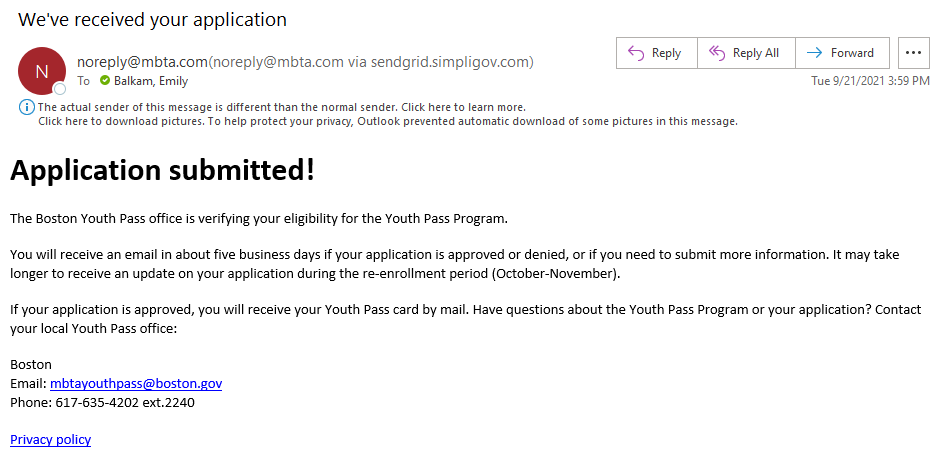 We've received your application
N
noreply@mbta.com(noreply@mbta.com via sendgrid.simpligov.com)
To Balkam, Emily
Reply
Reply All
Forward
...
Tue 9/21/2021 3:59 PM
The actual sender of this message is different than the normal sender. Click here to learn more.
Click here to download pictures. To help protect your privacy, Outlook prevented automatic download of some pictures in this message.
Application submitted!
The Boston Youth Pass office is verifying your eligibility for the Youth Pass Program.
You will receive an email in about five business days if your application is approved or denied, or if you need to submit more information. It may take
longer to receive an update on your application during the re-enrollment period (October-November).
If your application is approved, you will receive your Youth Pass card by mail. Have questions about the Youth Pass Program or your application? Contact
your local Youth Pass office:
Boston
Email: mbtayouthpass@boston.gov
Phone: 617-635-4202 ext.2240
Privacy policy